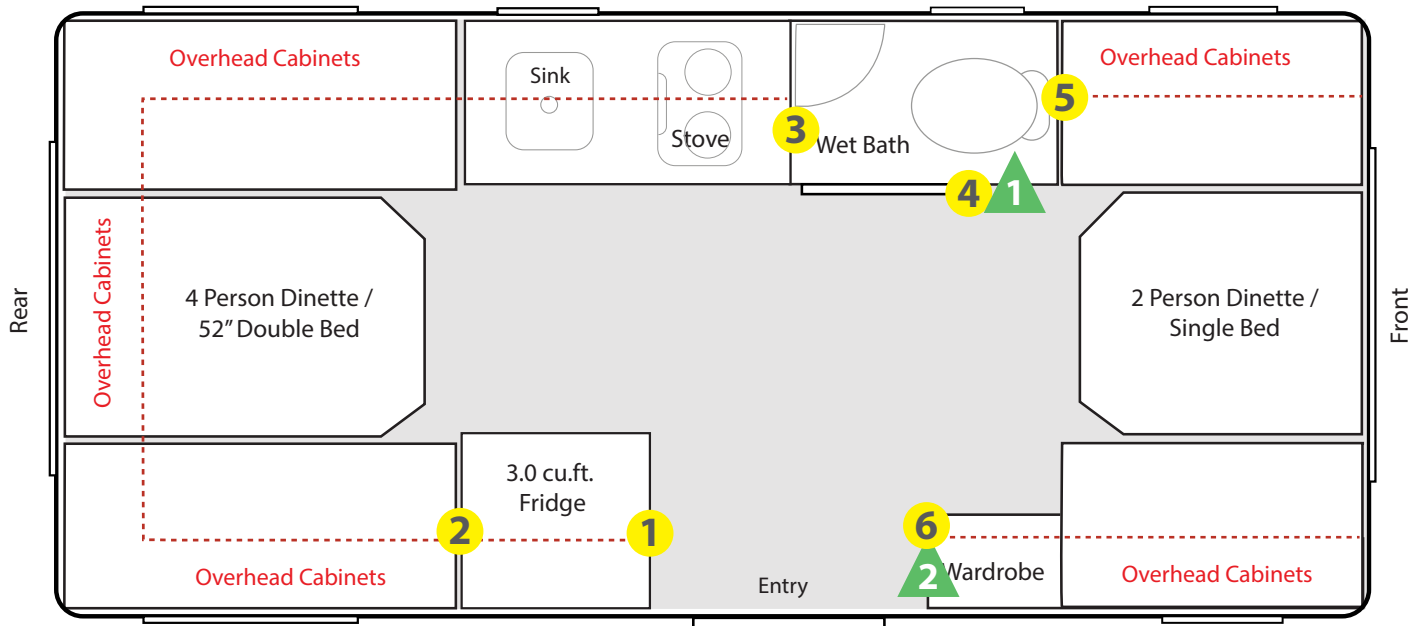 Overhead Cabinets
Sink
Stove
3
Wet Bath
5
Overhead Cabinets
4
1
Rear
Overhead Cabinets
4 Person Dinette /
52” Double Bed
2 Person Dinette /
Single Bed
Front
3.0 cu.ft.
Fridge
2
1
6
2
Wardrobe
Overhead Cabinets
Entry
Overhead Cabinets